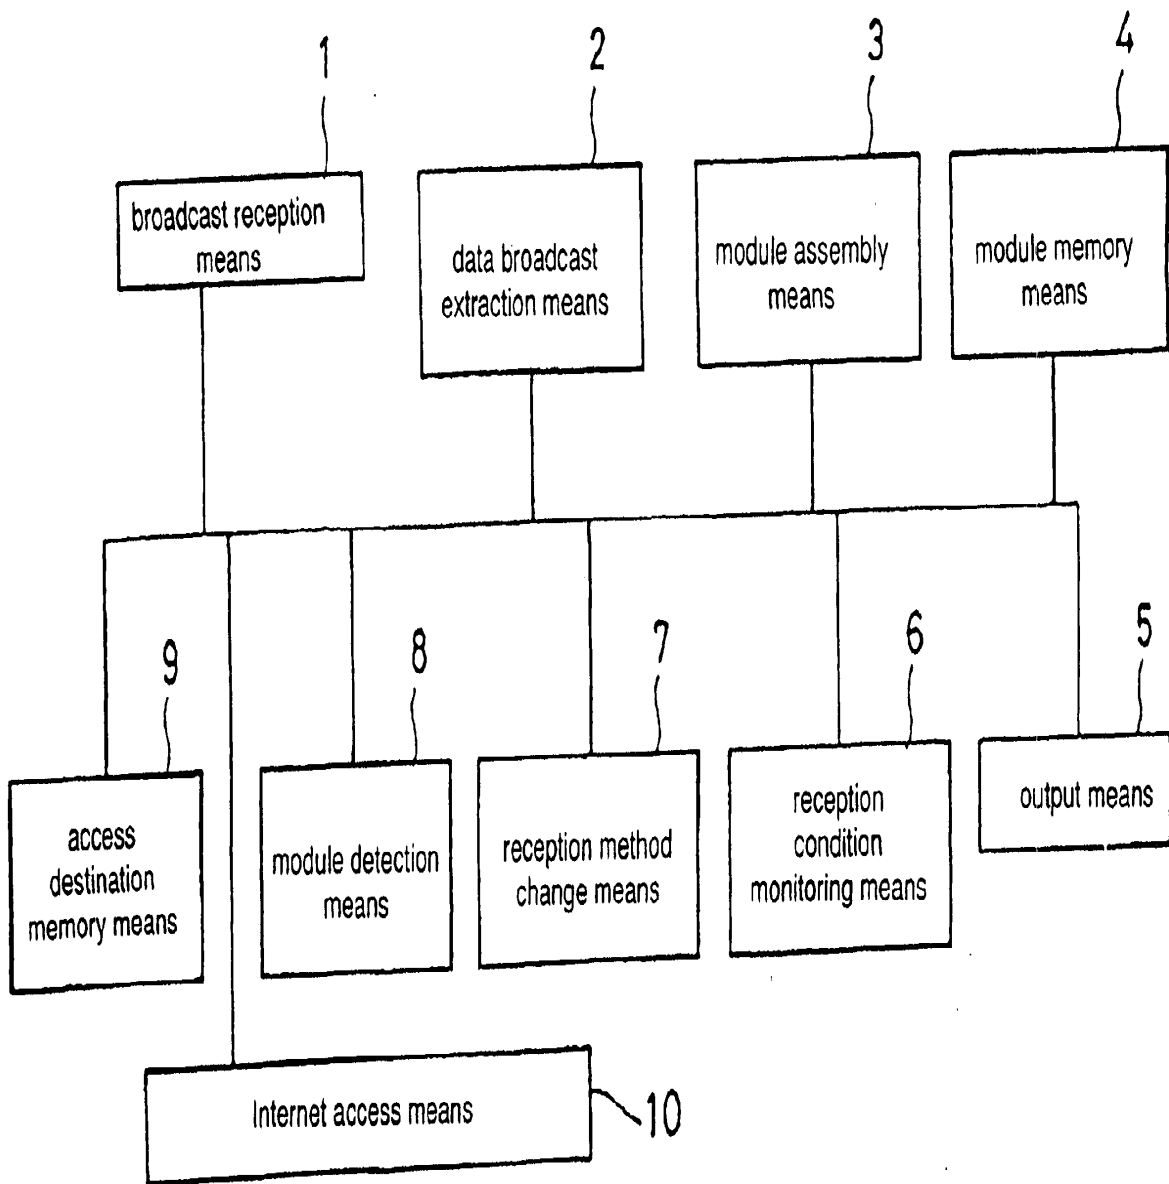 1
2
3
4
broadcast reception
means
data broadcast
extraction means
module assembly
means
module memory
means
9
8
7
6
5
access
destination
memory means
module detection
means
reception method
change means
reception
condition
monitoring means
output means
Internet access means
10